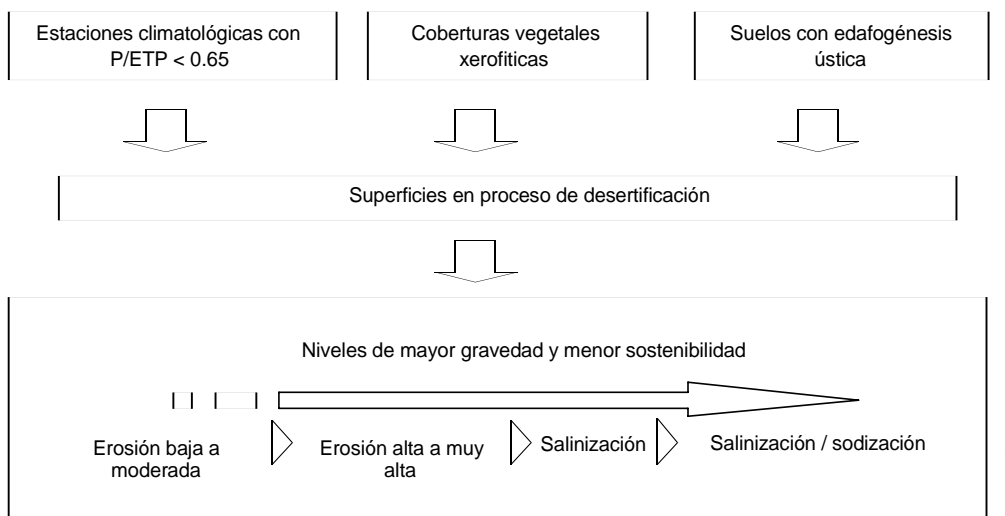 Estaciones climatológicas con
P/ETP < 0.65
Coberturas vegetales
xerofiticas
Suelos con edafogénesis
ústica
Superficies en proceso de desertificación
Niveles de mayor gravedad y menor sostenibilidad
Erosión baja a
moderada
Erosión alta a muy
alta
Salinización
Salinización / sodización